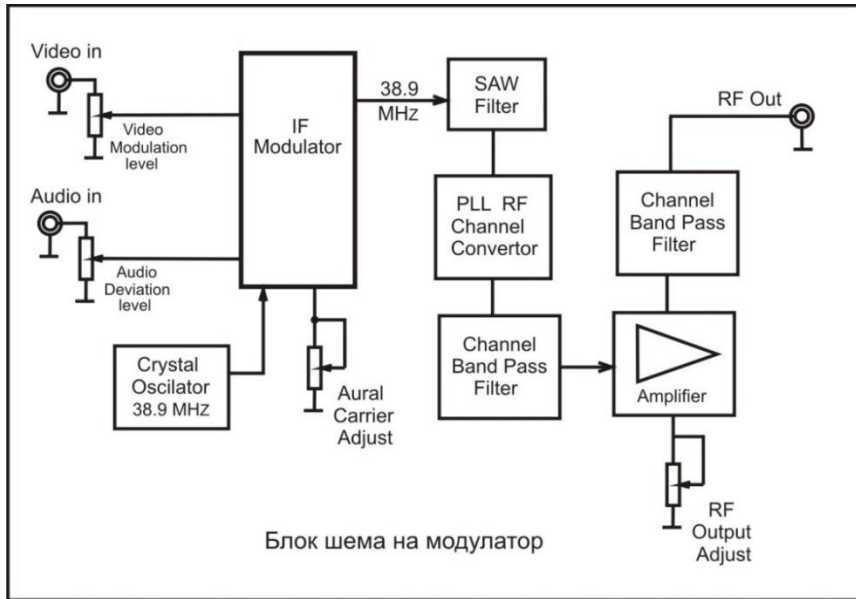 Video in
Video
Modulation
level
Audio in
Audio
Deviation
level
IF
Modulator
38.9
MHz
SAW
Filter
RF Out
PLL RF
Channel
Convertor
Channel
Band Pass
Filter
Channel
Band Pass
Filter
Amplifier
Crystal
Oscilator
38.9 MHZ
Aural
Carrier
Adjust
RF
Output
Adjust
Блок шема на модулатор